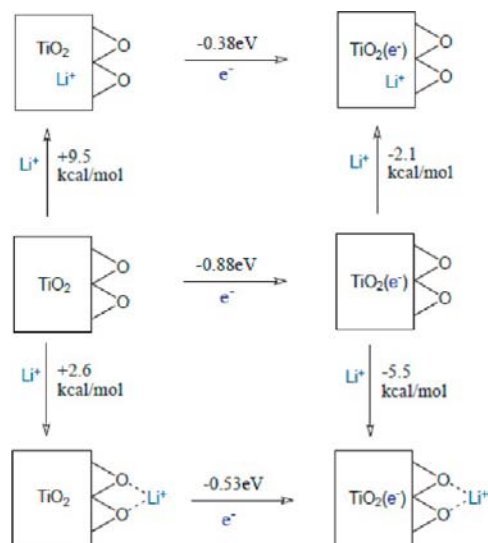 TiO₂ O -0.38eV TiO₂(e⁻) O
Li⁺ O e⁻ Li⁺ O
Li⁺ +9.5 Li⁺ -2.1
kcal/mol kcal/mol
O -0.88eV O
TiO₂ O e⁻ TiO₂(e⁻) O
Li⁺ +2.6 Li⁺ -5.5
kcal/mol kcal/mol
O -0.53eV O
TiO₂ Li⁺ TiO₂(e⁻) Li⁺
O e⁻ O